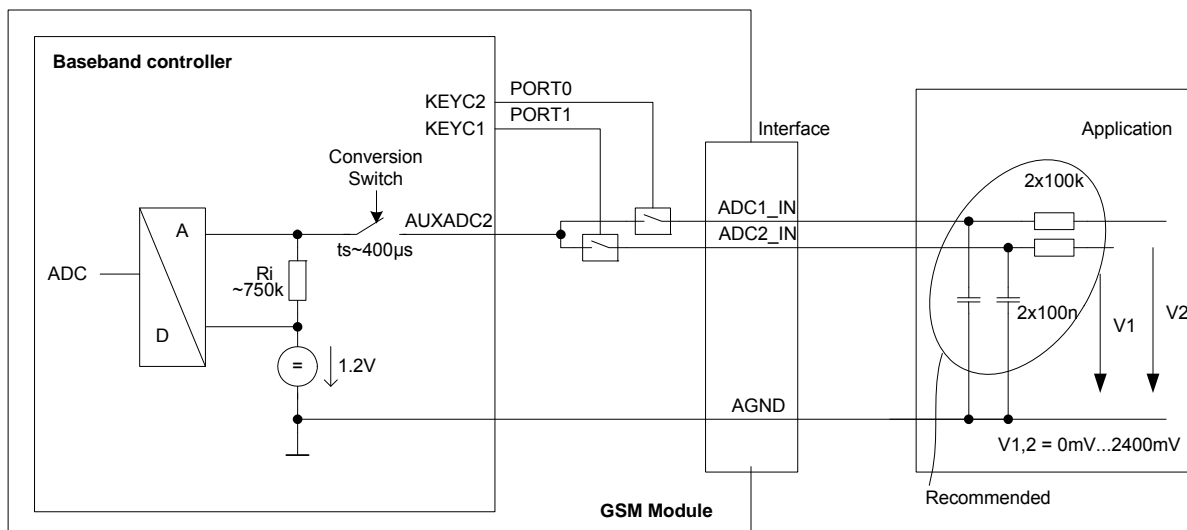 Baseband controller
PORT0
KEYC2
PORT1
KEYC1
Interface
Application
Conversion
Switch
2x100k
AUXADC2
ADC1_IN
A
ts~400µs
ADC2_IN
ADC
Ri
~750k
2x100n
V1
V2
D
=
1.2V
AGND
V1,2 = 0mV...2400mV
GSM Module
Recommended